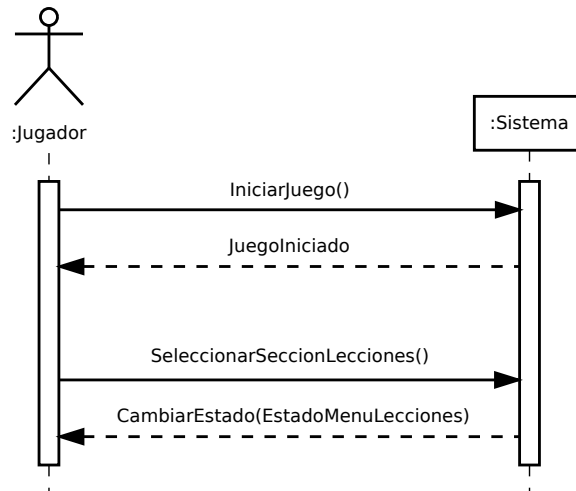 :Jugador
:Sistema
IniciarJuego()
JuegoIniciado
SeleccionarSeccionLecciones()
CambiarEstado(EstadoMenuLecciones)